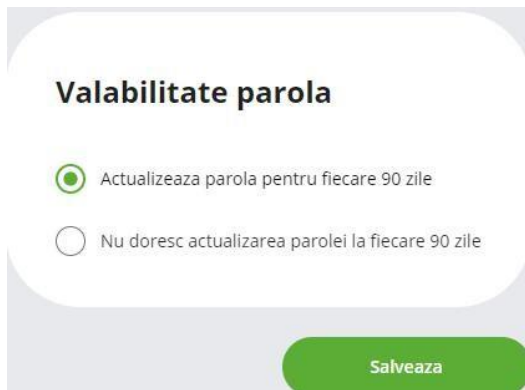 Valabilitate parola
Actualizeaza parola pentru fiecare 90 zile
Nu doresc actualizarea parolei la fiecare 90 zile
Salveaza